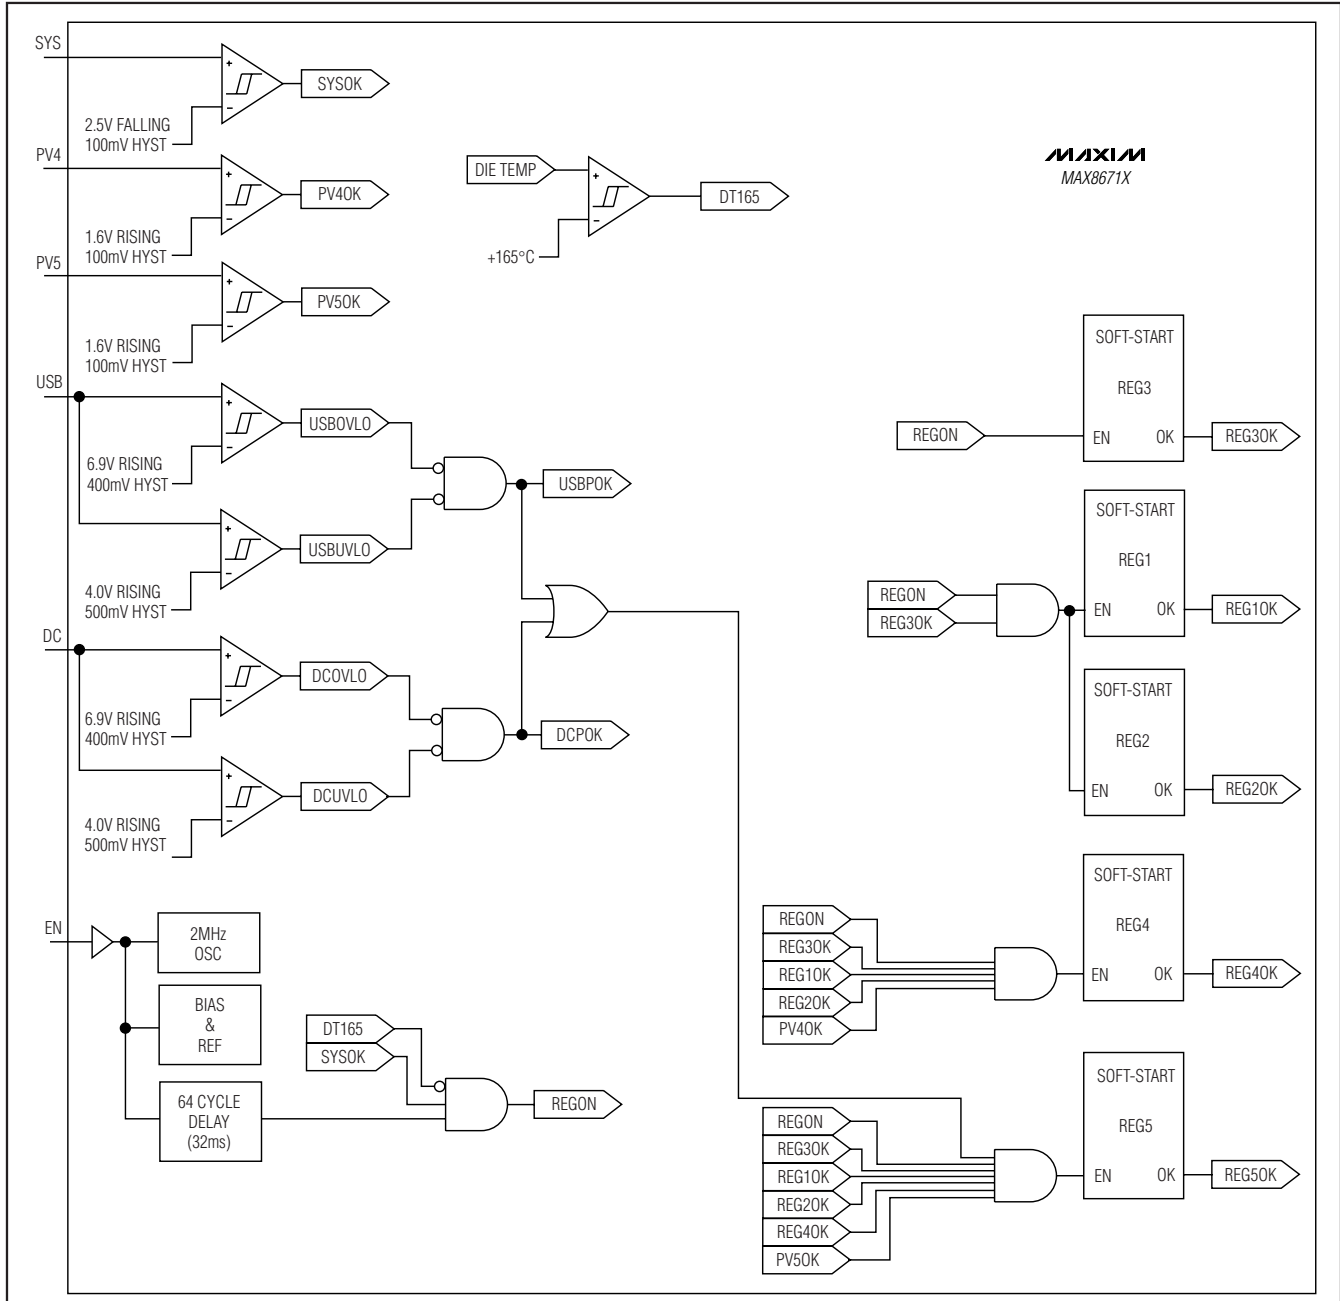 SYS
+
-
SYSOK
2.5V FALLING
100mV HYST
PV4
+
-
PV4OK
1.6V RISING
100mV HYST
PV5
+
-
PV5OK
1.6V RISING
100mV HYST
DIE TEMP
+
-
+165°C
DT165
MAXIM
MAX8671X
USB
+
-
USBOVLO
6.9V RISING
400mV HYST
+
-
USBUVLO
4.0V RISING
500mV HYST
USBPOK
DC
+
-
DCOVLO
6.9V RISING
400mV HYST
+
-
DCUVLO
4.0V RISING
500mV HYST
DCPOK
EN
2MHz
OSC
BIAS
&
REF
64 CYCLE
DELAY
(32ms)
DT165
SYSOK
REGON
SOFT-START
REG3
REGON
EN
OK
REG3OK
SOFT-START
REG1
REGON
REG3OK
EN
OK
REG1OK
SOFT-START
REG2
EN
OK
REG2OK
SOFT-START
REG4
REGON
REG3OK
REG1OK
REG2OK
PV4OK
EN
OK
REG4OK
SOFT-START
REG5
REGON
REG3OK
REG1OK
REG2OK
REG4OK
PV5OK
EN
OK
REG5OK